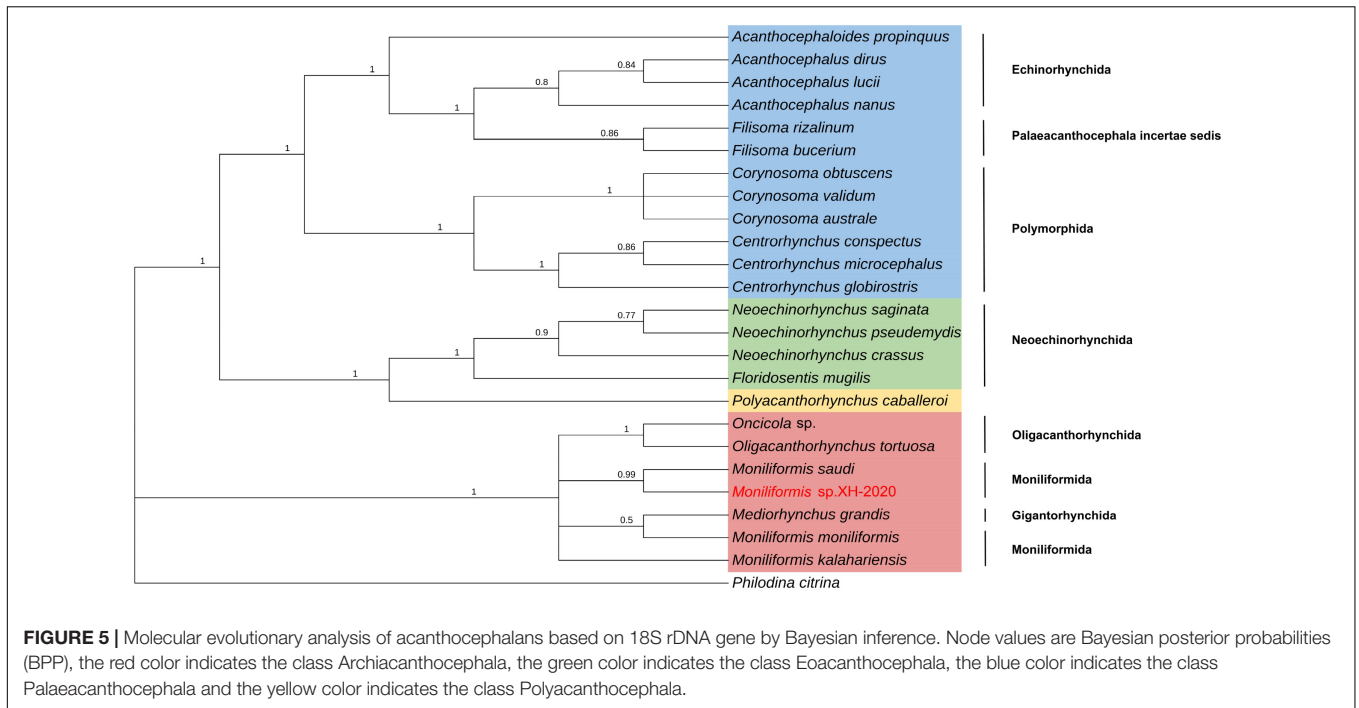 Acanthocephaloides propinquus
1
0.84
Acanthocephalus dirus
Echinorhynchida
1
0.8
Acanthocephalus lucii
Acanthocephalus nanus
1
0.86
Filisoma rizalinum
Palaeacanthocephala incertae sedis
1
Filisoma bucerium
Corynosoma obtuscens
1
Corynosoma validum
Corynosoma australe
Polymorphida
1
0.86
Centrorhynchus conspectus
1
1
Centrorhynchus microcephalus
Centrorhynchus globirostris
0.77
Neoechinorhynchus saginata
0.9
Neoechinorhynchus pseudemydis
Neoechinorhynchida
1
Neoechinorhynchus crassus
1
Floridosentis mugilis
Polyacanthorhynchus caballeroi
Oncicola sp.
1
Oligacanthorhynchida
Oligacanthorhynchus tortuosa
Moniliformis saudi
0.99
Moniliformida
1
Moniliformis sp.XH-2020
Mediorhynchus grandis
Gigantorhynchida
0.5
Moniliformis moniliformis
Moniliformida
Moniliformis kalahariensis
Philodina citrina
FIGURE 5 | Molecular evolutionary analysis of acanthocephalans based on 18S rDNA gene by Bayesian inference. Node values are Bayesian posterior probabilities
(BPP), the red color indicates the class Archiacanthocephala, the green color indicates the class Eoacanthocephala, the blue color indicates the class
Palaeacanthocephala and the yellow color indicates the class Polyacanthocephala.